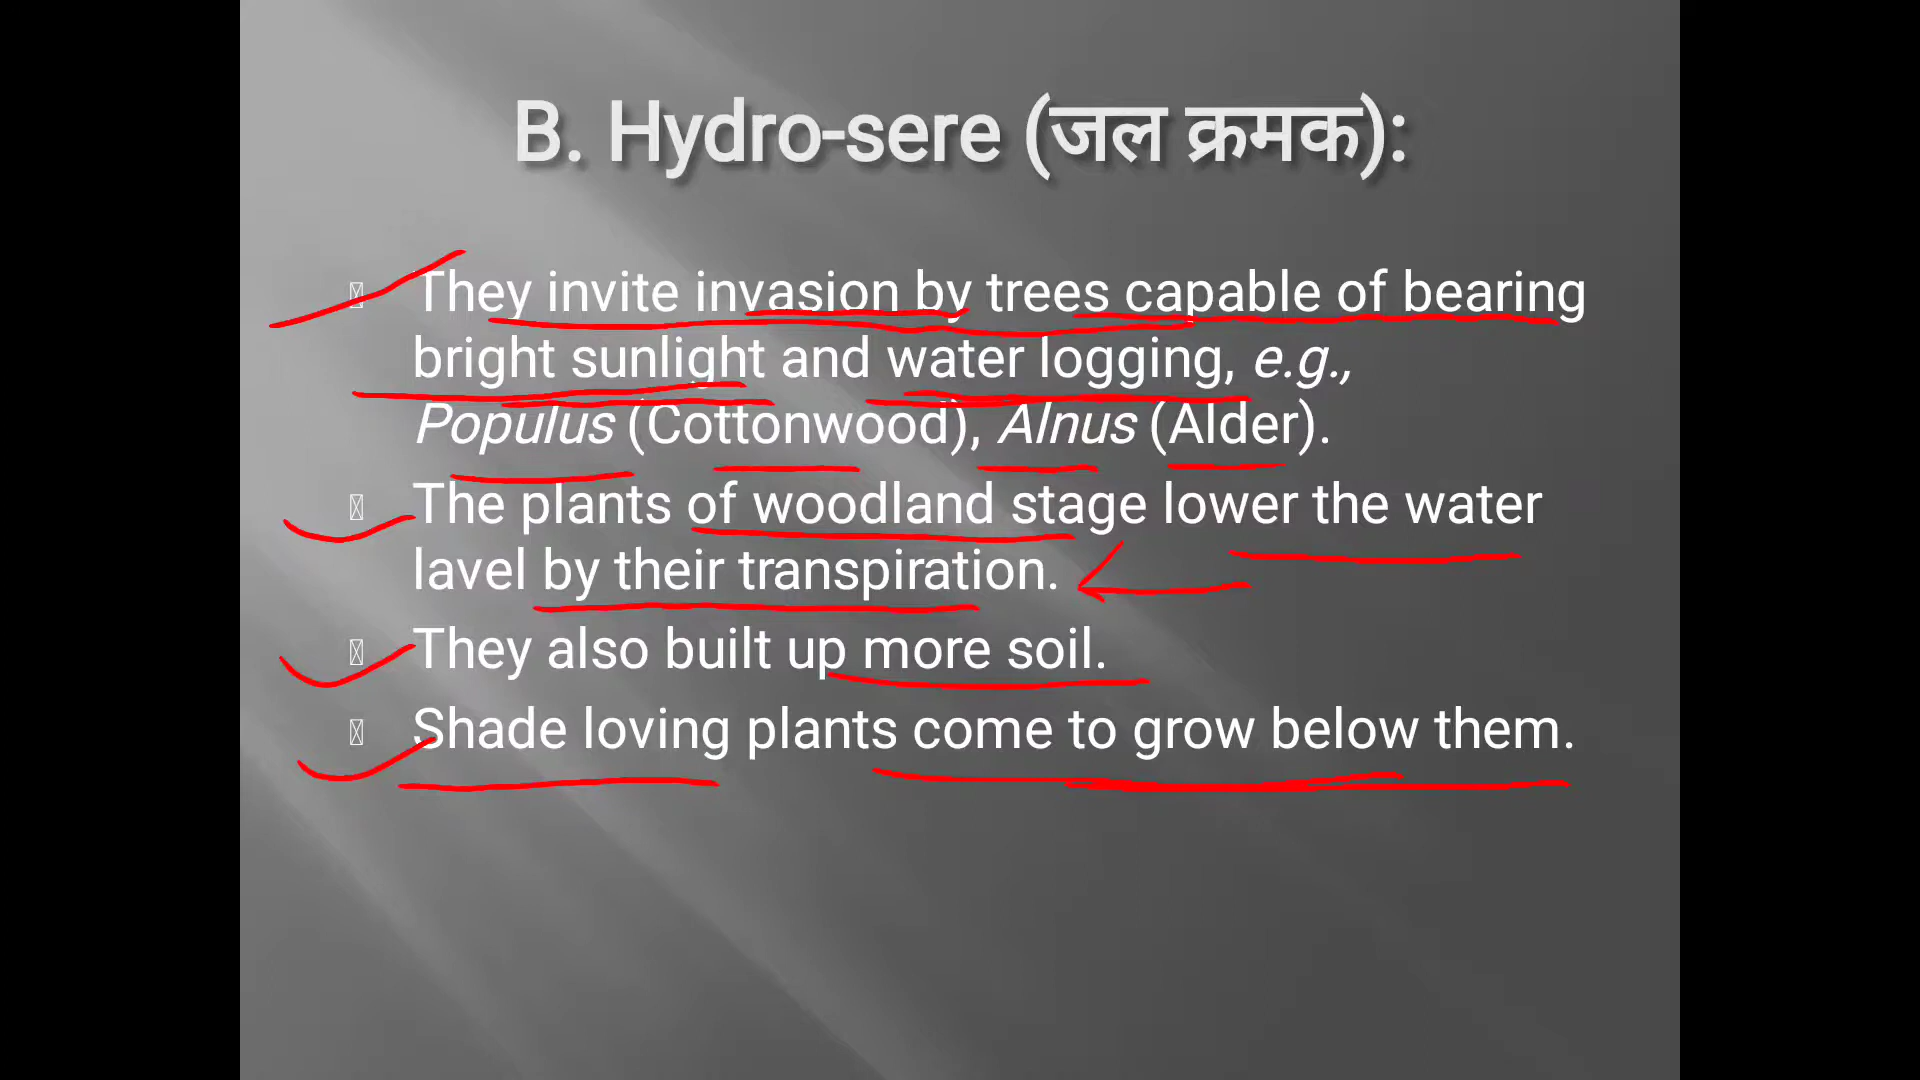 B. Hydro-sere (जल क्रमक):
They invite invasion by trees capable of bearing
bright sunlight and water logging, e.g.,
Populus (Cottonwood), Alnus (Alder).
The plants of woodland stage lower the water
lavel by their transpiration.
They also built up more soil.
Shade loving plants come to grow below them.